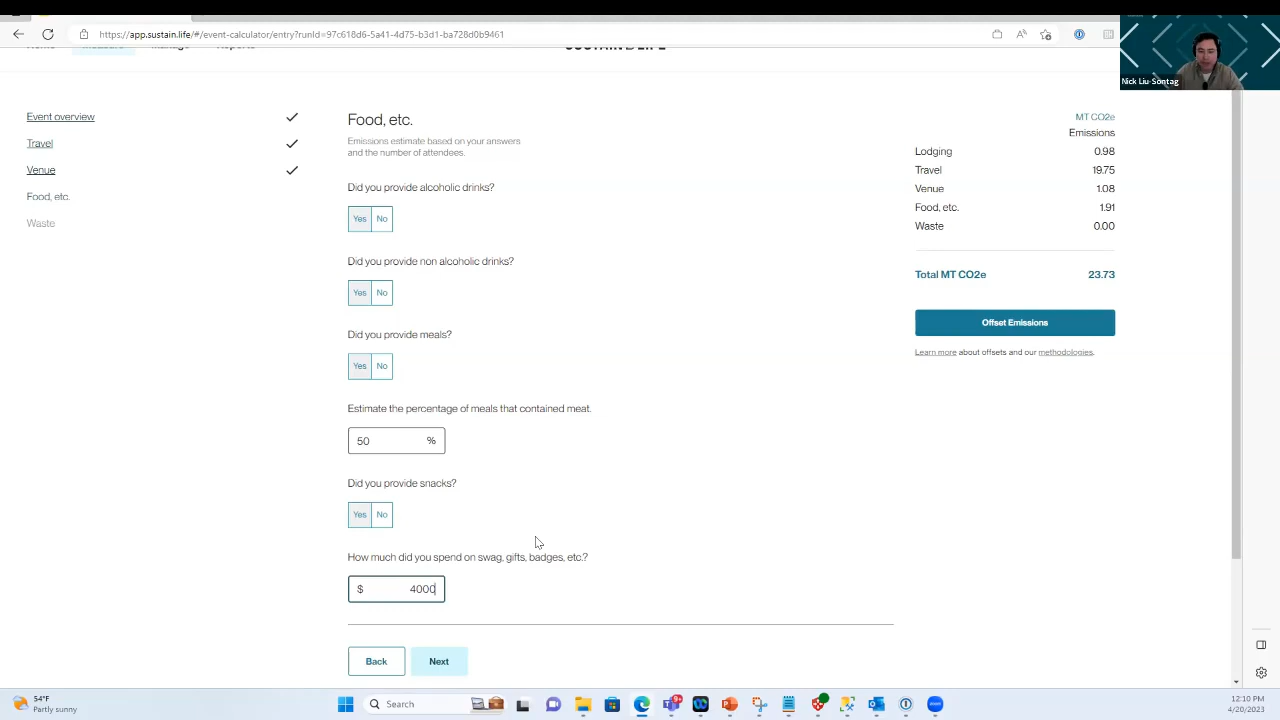 https://app.sustain.life/#/event-calculator/entry?runId=97c618d6-5a41-4d75-b3d1-ba728d0b9461
Nick Liu-Sontag
Event overview
Travel
Venue
Food, etc.
Waste
Food, etc.
Emissions estimate based on your answers
and the number of attendees.
Did you provide alcoholic drinks?
Yes No
Did you provide non alcoholic drinks?
Yes No
Did you provide meals?
Yes No
Estimate the percentage of meals that contained meat.
50 %
Did you provide snacks?
Yes No
How much did you spend on swag, gifts, badges, etc.?
$ 4000
Back Next
MT CO2e
Emissions
Lodging 0.98
Travel 19.75
Venue 1.08
Food, etc. 1.91
Waste 0.00
Total MT CO2e 23.73
Offset Emissions
Learn more about offsets and our methodologies.
54°F
Partly sunny
Search
9+
12:10 PM
4/20/2023